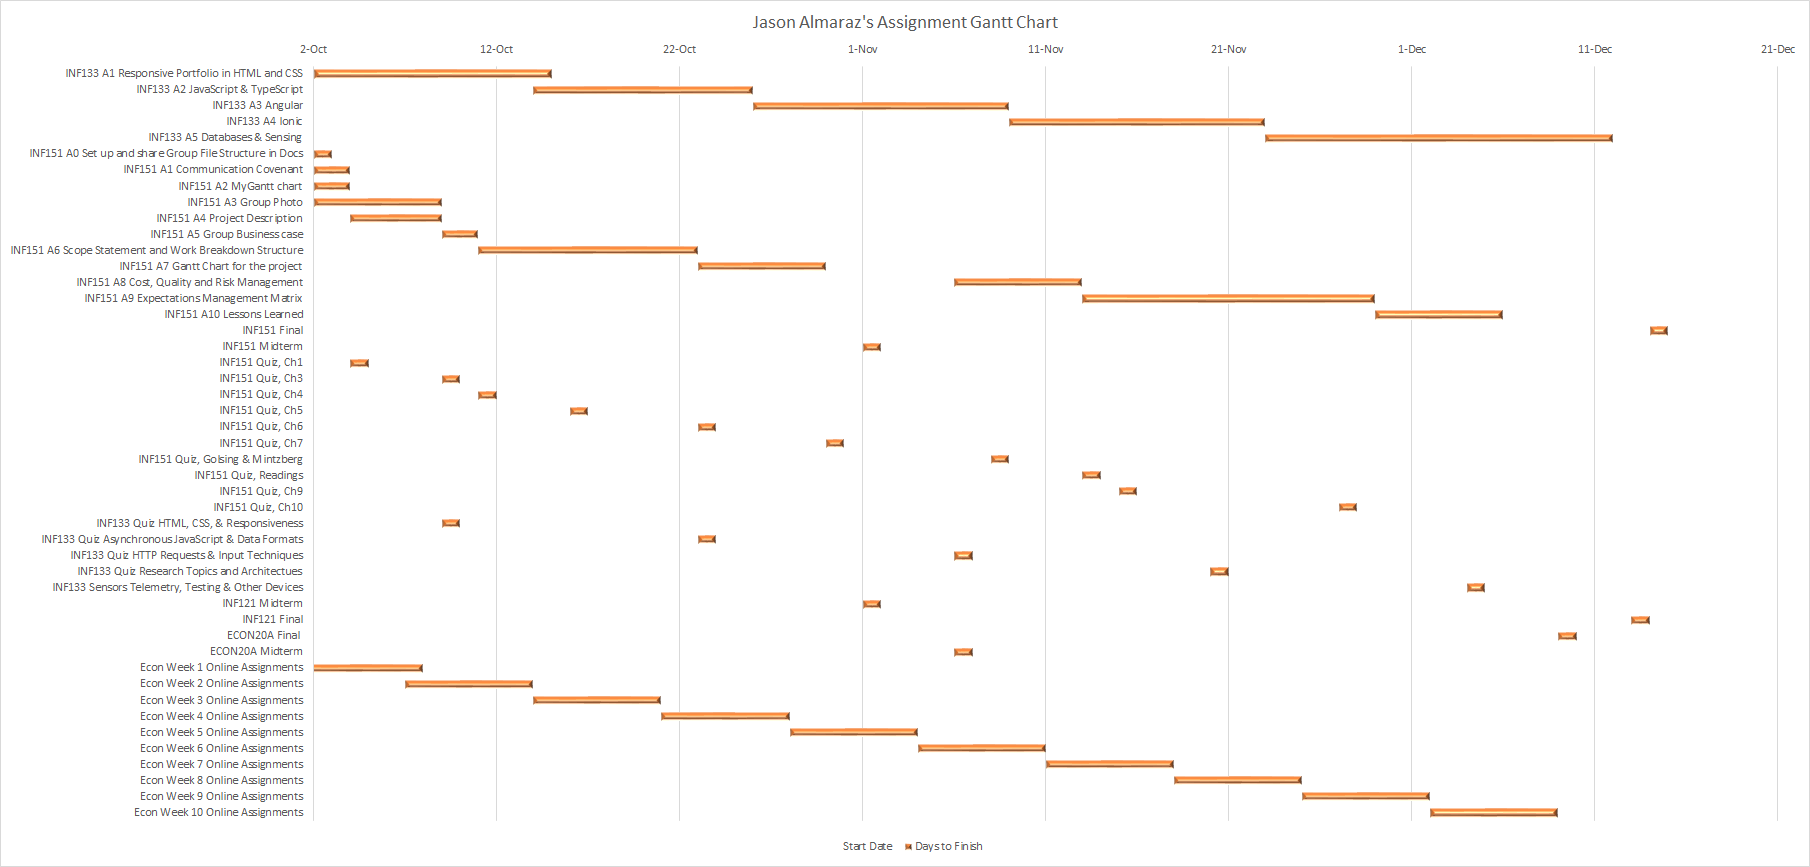 Jason Almaraz's Assignment Gantt Chart
2-Oct 12-Oct 22-Oct 1-Nov 11-Nov 21-Nov 1-Dec 11-Dec 21-Dec
INF133 A1 Responsive Portfolio in HTML and CSS
INF133 A2 JavaScript & TypeScript
INF133 A3 Angular
INF133 A4 Ionic
INF133 A5 Databases & Sensing
INF151 A0 Set up and share Group File Structure in Docs
INF151 A1 Communication Covenant
INF151 A2 MyGantt chart
INF151 A3 Group Photo
INF151 A4 Project Description
INF151 A5 Group Business case
INF151 A6 Scope Statement and Work Breakdown Structure
INF151 A7 Gantt Chart for the project
INF151 A8 Cost, Quality and Risk Management
INF151 A9 Expectations Management Matrix
INF151 A10 Lessons Learned
INF151 Final
INF151 Midterm
INF151 Quiz, Ch1
INF151 Quiz, Ch3
INF151 Quiz, Ch4
INF151 Quiz, Ch5
INF151 Quiz, Ch6
INF151 Quiz, Ch7
INF151 Quiz, Golsing & Mintzberg
INF151 Quiz, Readings
INF151 Quiz, Ch9
INF151 Quiz, Ch10
INF133 Quiz HTML, CSS, & Responsiveness
INF133 Quiz Asynchronous JavaScript & Data Formats
INF133 Quiz HTTP Requests & Input Techniques
INF133 Quiz Research Topics and Architectues
INF133 Sensors Telemetry, Testing & Other Devices
INF121 Midterm
INF121 Final
ECON20A Final
ECON20A Midterm
Econ Week 1 Online Assignments
Econ Week 2 Online Assignments
Econ Week 3 Online Assignments
Econ Week 4 Online Assignments
Econ Week 5 Online Assignments
Econ Week 6 Online Assignments
Econ Week 7 Online Assignments
Econ Week 8 Online Assignments
Econ Week 9 Online Assignments
Econ Week 10 Online Assignments
Start Date Days to Finish